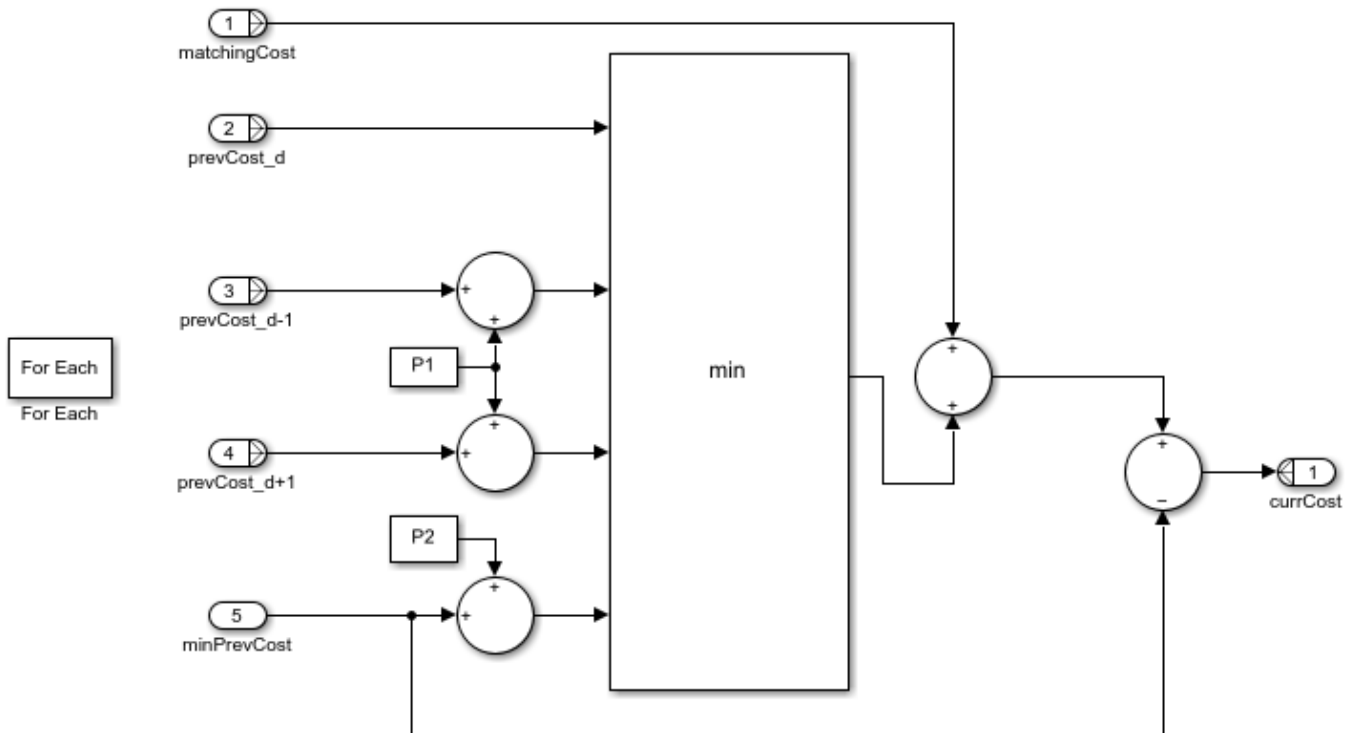 1
matchingCost
2
prevCost_d
3
prevCost_d-1
+
+
P1
For Each
For Each
min
+
+
4
prevCost_d+1
+
+
+
−
1
currCost
P2
5
minPrevCost
+
+